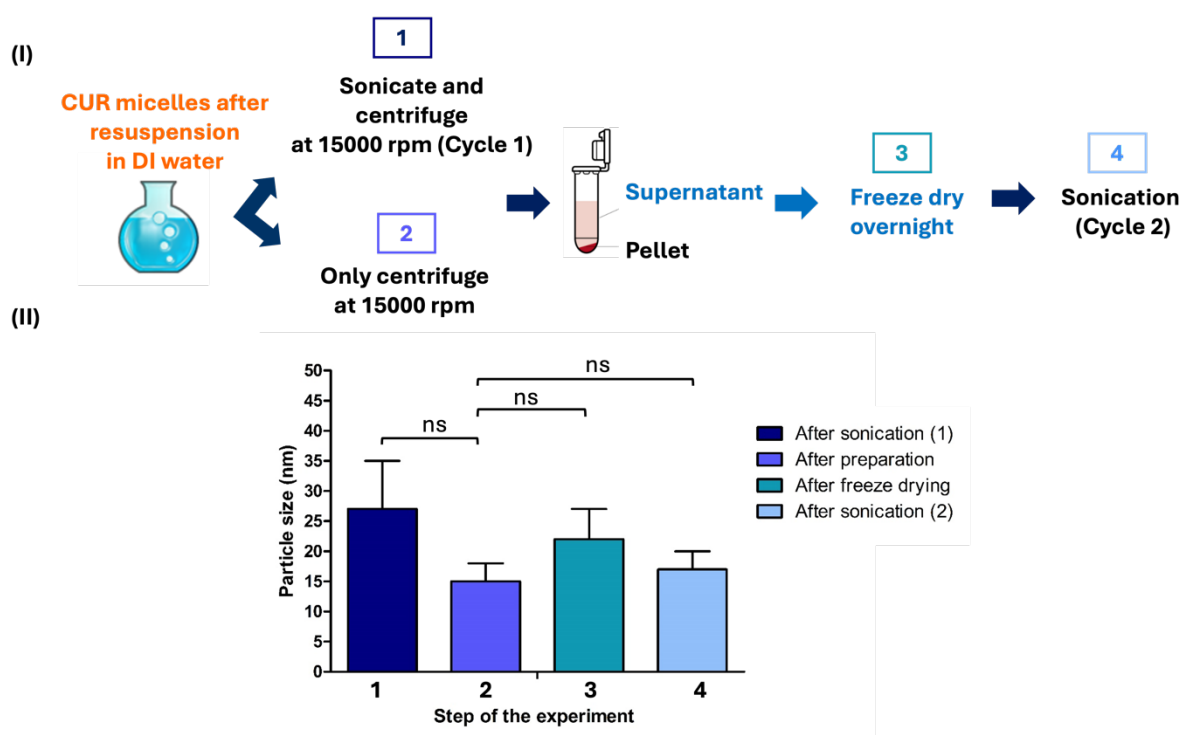 (I)
CUR micelles after
resuspension
in DI water
1
Sonicate and
centrifuge
at 15000 rpm (Cycle 1)
2
Only centrifuge
at 15000 rpm
Supernatant
Pellet
3
Freeze dry
overnight
4
Sonication
(Cycle 2)
(II)
Particle size (nm)
50
45
40
35
30
25
20
15
10
5
0
ns
ns
ns
1
2
3
4
Step of the experiment
After sonication (1)
After preparation
After freeze drying
After sonication (2)